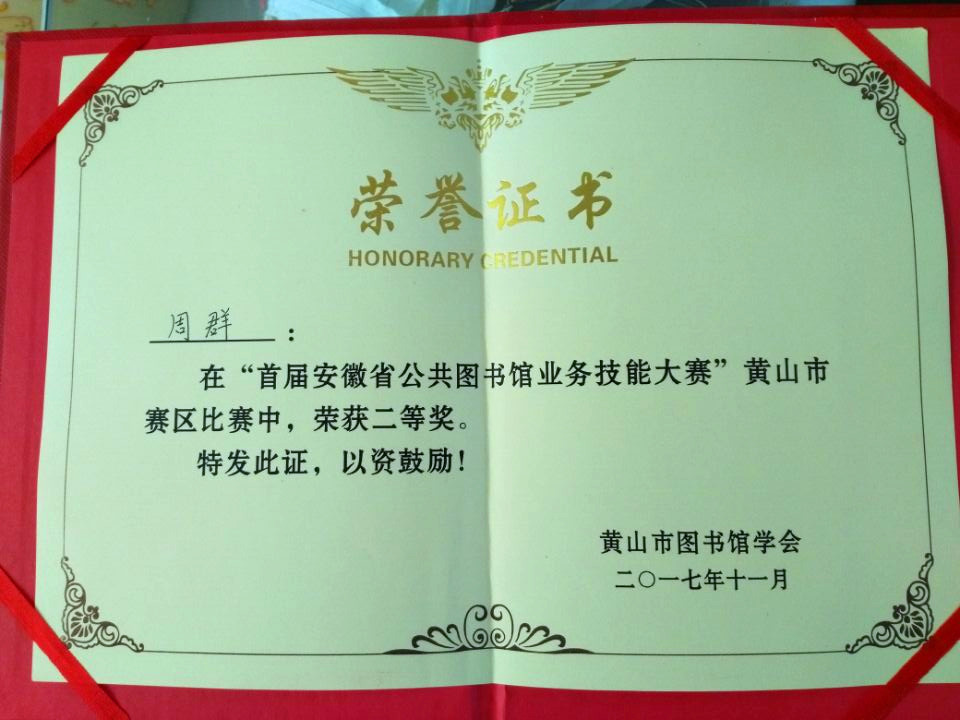 荣誉证书
HONORARY CREDENTIAL
周群：
在“首届安徽省公共图书馆业务技能大赛”黄山市
赛区比赛中，荣获二等奖。
特发此证，以资鼓励！
黄山市图书馆学会
二〇一七年十一月